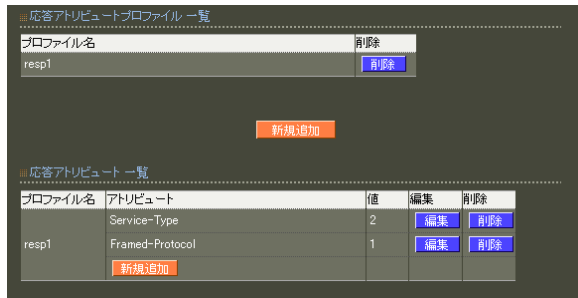 応答アトリビュートプロファイル 一覧
プロファイル名 削除
resp1 削除
新規追加
応答アトリビュート 一覧
プロファイル名 アトリビュート 値 編集 削除
Service-Type 2 編集 削除
resp1 Framed-Protocol 1 編集 削除
新規追加